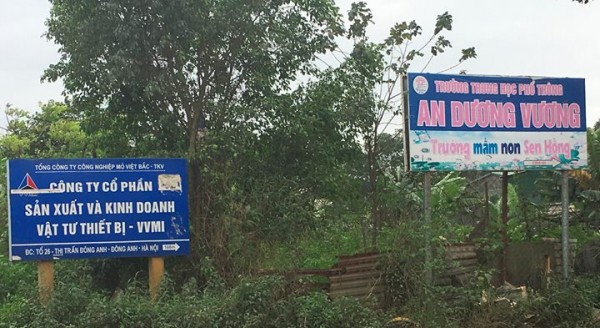 TỔNG CÔNG TY CÔNG NGHIỆP MỎ VIỆT BẮC - TKV
CÔNG TY CỔ PHẦN
SẢN XUẤT VÀ KINH DOANH
VẬT TƯ THIẾT BỊ - VVMI
ĐC: TỔ 26 - THỊ TRẤN ĐÔNG ANH - ĐÔNG ANH - HÀ NỘI
TRƯỜNG TRUNG HỌC PHỔ THÔNG
AN DƯƠNG VƯƠNG
Trường mầm non Sen Hồng